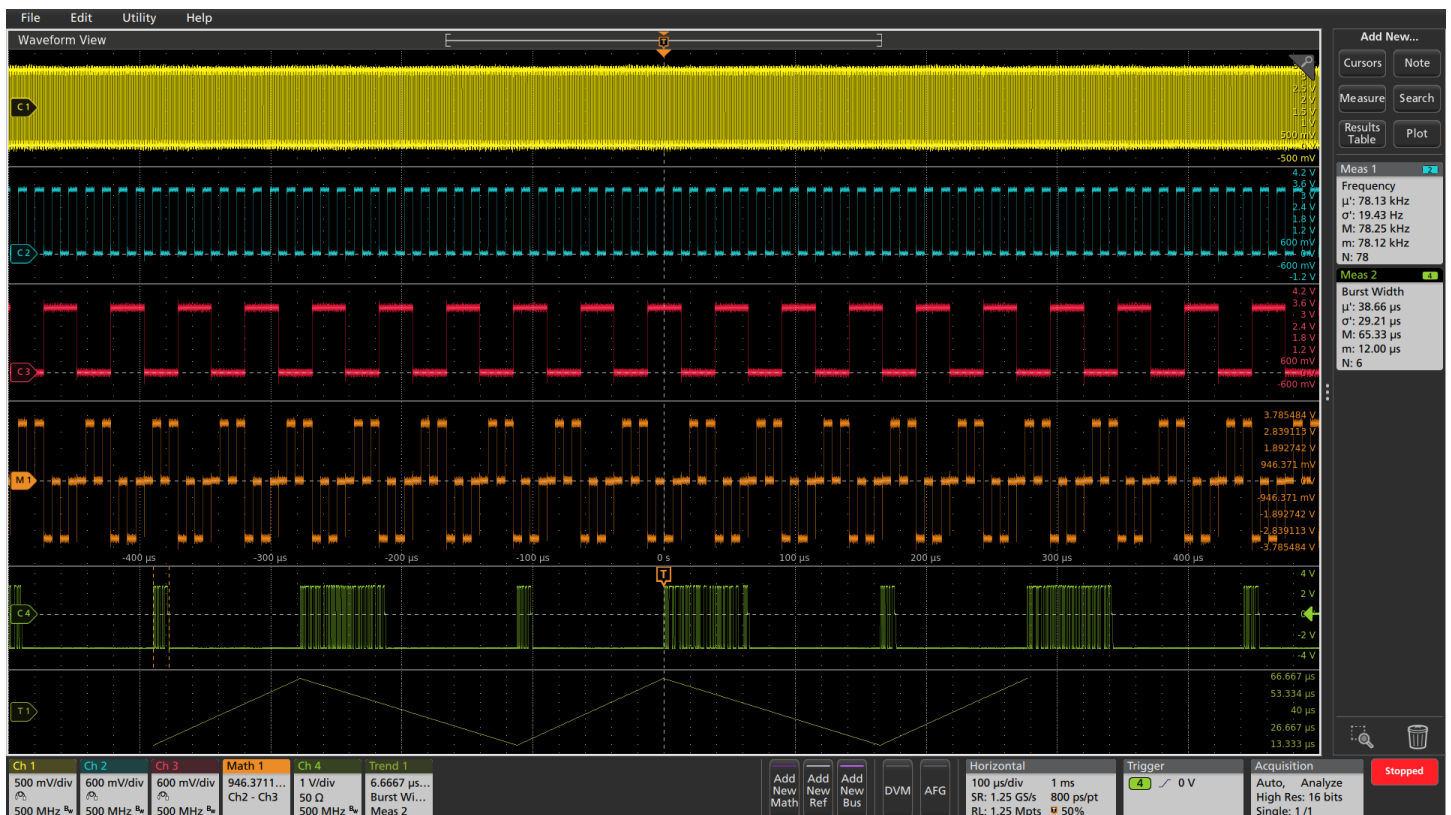 File Edit Utility Help
Waveform View
Add New...
Cursors Note
Measure Search
Results Table Plot
C1
2.5 V
2 V
1.5 V
1 V
500 mV
0 V
-500 mV
C2
4.2 V
3.6 V
3 V
2.4 V
1.8 V
1.2 V
600 mV
0 V
-600 mV
-1.2 V
C3
4.2 V
3.6 V
3 V
2.4 V
1.8 V
1.2 V
600 mV
0 V
-600 mV
M1
3.785484 V
2.839113 V
1.892742 V
946.371 mV
0 V
-946.371 mV
-1.892742 V
-2.839113 V
-3.785484 V
-400 µs -300 µs -200 µs -100 µs 0 s 100 µs 200 µs 300 µs 400 µs
T
C4
4 V
2 V
-2 V
-4 V
T1
66.667 µs
53.334 µs
40 µs
26.667 µs
13.333 µs
Meas 1 2
Frequency
µ': 78.13 kHz
σ': 19.43 Hz
M: 78.25 kHz
m: 78.12 kHz
N: 78
Meas 2 4
Burst Width
µ': 38.66 µs
σ': 29.21 µs
M: 65.33 µs
m: 12.00 µs
N: 6
Ch 1
500 mV/div
500 MHz Bw
Ch 2
600 mV/div
500 MHz Bw
Ch 3
600 mV/div
500 MHz Bw
Math 1
946.3711...
Ch2 - Ch3
Ch 4
1 V/div
50 Ω
500 MHz Bw
Trend 1
6.6667 µs...
Burst Wi...
Meas 2
Add New Math
Add New Ref
Add New Bus
DVM
AFG
Horizontal
100 µs/div 1 ms
SR: 1.25 GS/s 800 ps/pt
RL: 1.25 Mpts 50%
Trigger
4 0 V
Acquisition
Auto, Analyze
High Res: 16 bits
Single: 1 /1
Stopped